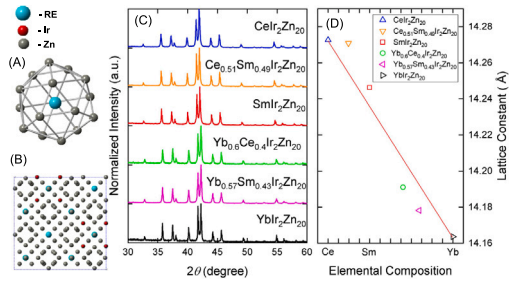 - RE
- Ir
- Zn
(A)
(B)
(C)
CeIr2Zn20
Ce0.51Sm0.49Ir2Zn20
SmIr2Zn20
Yb0.6Ce0.4Ir2Zn20
Yb0.57Sm0.43Ir2Zn20
YbIr2Zn20
Normalized Intensity (a.u.)
30 35 40 45 50 55 60
2θ (degree)
(D)
CeIr2Zn20
Ce0.51Sm0.49Ir2Zn20
SmIr2Zn20
Yb0.6Ce0.4Ir2Zn20
Yb0.57Sm0.43Ir2Zn20
YbIr2Zn20
14.28
14.26
14.24
14.22
14.20
14.18
14.16
Lattice Constant (Å)
Ce Sm Yb
Elemental Composition